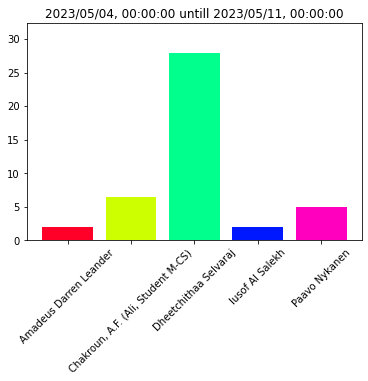 2023/05/04, 00:00:00 untill 2023/05/11, 00:00:00
30
25
20
15
10
5
0
Amadeus Darren Leander
Chakroun, A.F. (Ali, Student M-CS)
Dheetchithaa Selvaraj
Iusof Al Salekh
Paavo Nykanen